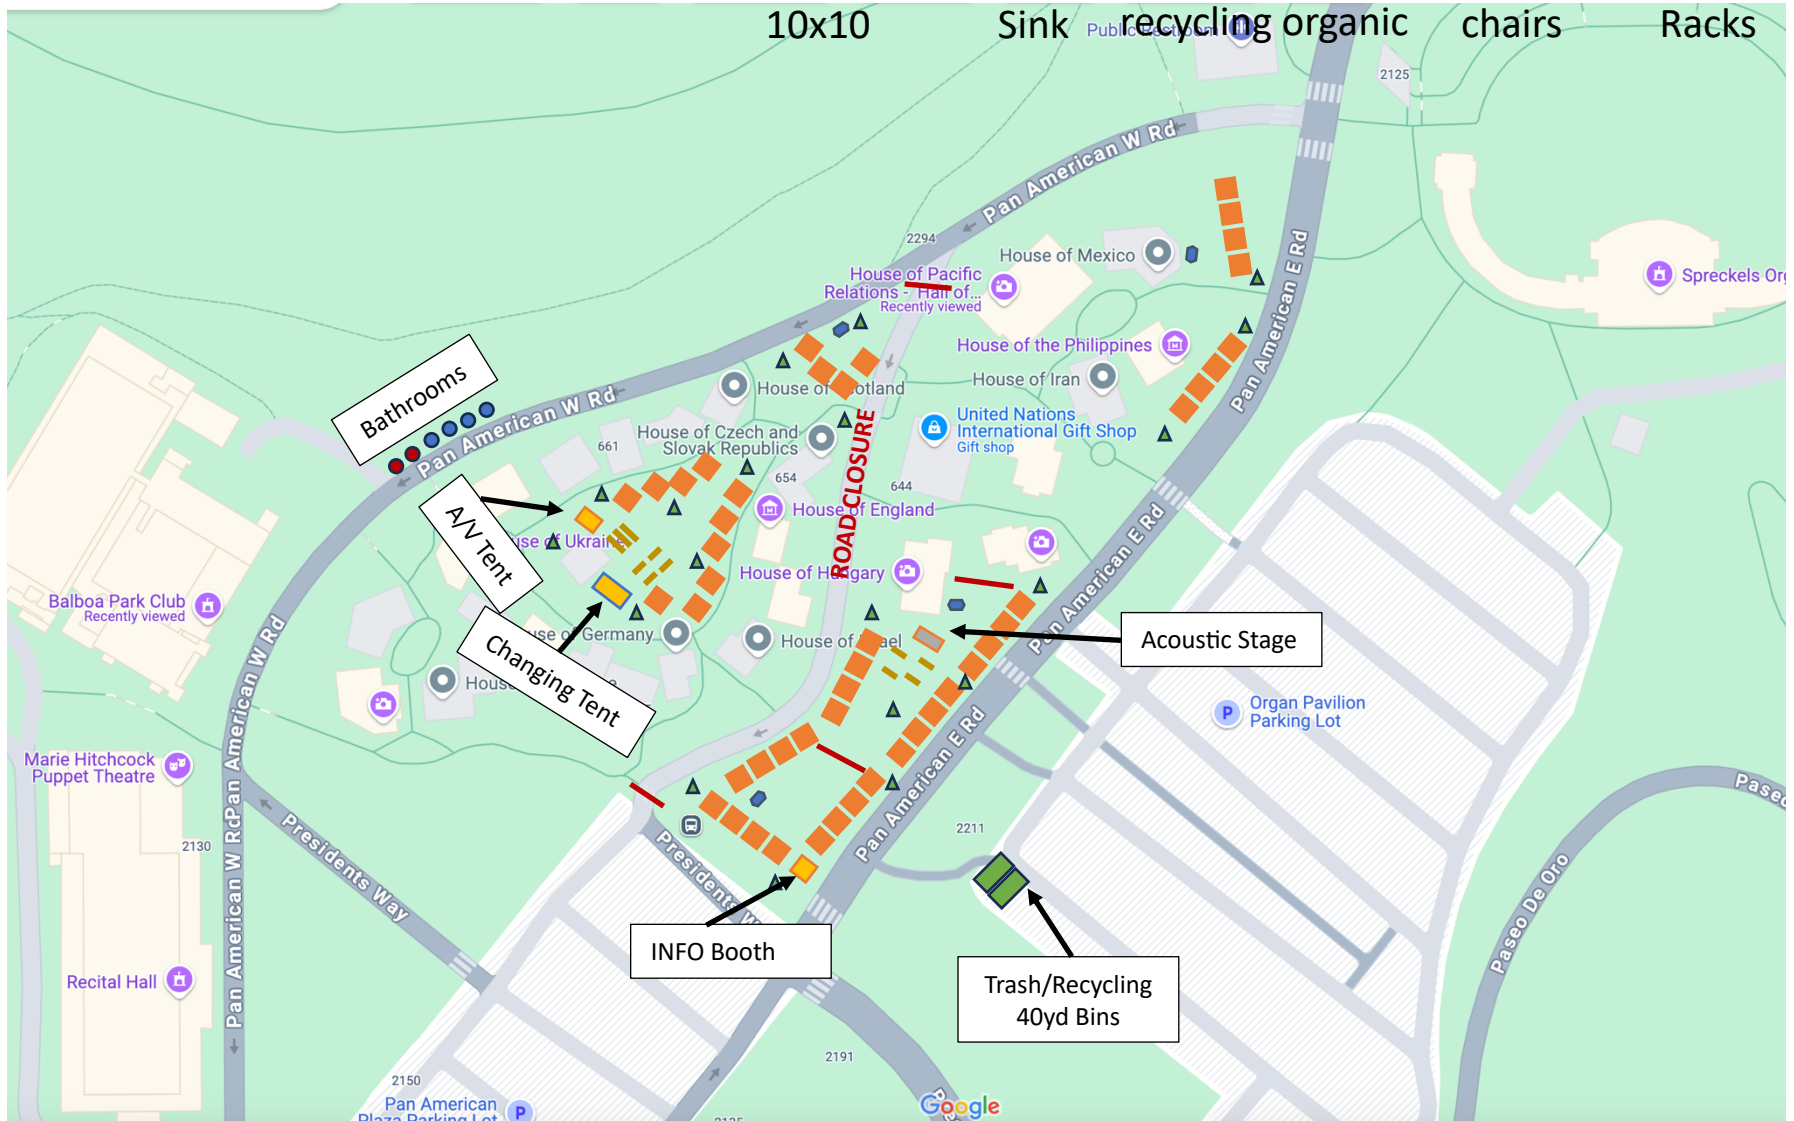 10x10
Sink
recycling organic
chairs
Racks
Public Restroom
2125
Pan American W Rd
2294
House of Mexico
House of Pacific
Relations - Hall of...
Recently viewed
Spreckels Org
Pan American E Rd
House of the Philippines
House of Iran
House of Scotland
Bathrooms
Pan American W Rd
United Nations
International Gift Shop
Gift shop
House of Czech and
Slovak Republics
661
654
644
ROAD CLOSURE
House of England
A/V Tent
use of Ukraine
Pan American E Rd
House of Hungary
Balboa Park Club
Recently viewed
Acoustic Stage
use of Germany
House of Israel
Changing Tent
Hous
e
Pan American W Rd
Organ Pavilion
Parking Lot
Pan American E Rd
Marie Hitchcock
Puppet Theatre
Pan American W Rd
Paseo
2130
Presidents Way
Presidents W
2211
Paseo De Oro
INFO Booth
Recital Hall
Trash/Recycling
40yd Bins
2191
2150
Pan American
Plaza Parking Lot
Google
P
P